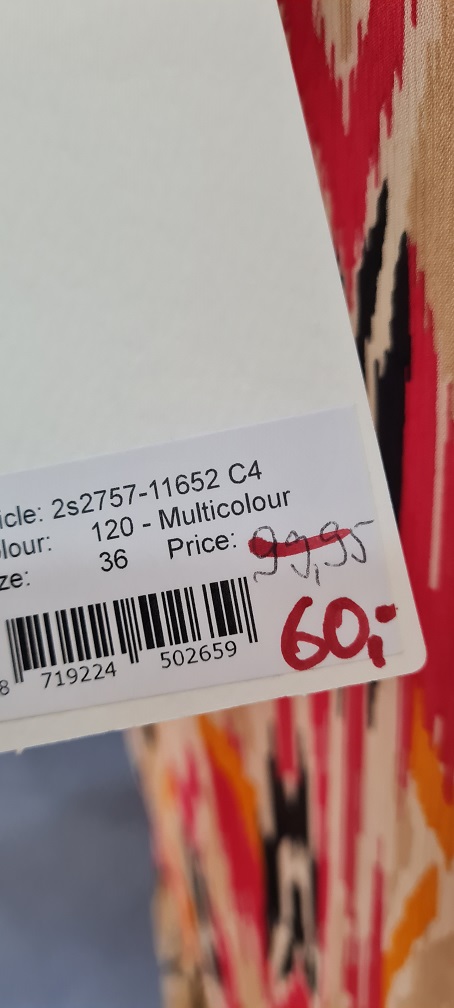 icle: 2s2757-11652 C4
lour: 120 - Multicolour
ze: 36 Price: 99,95
60,-
8 719224 502659